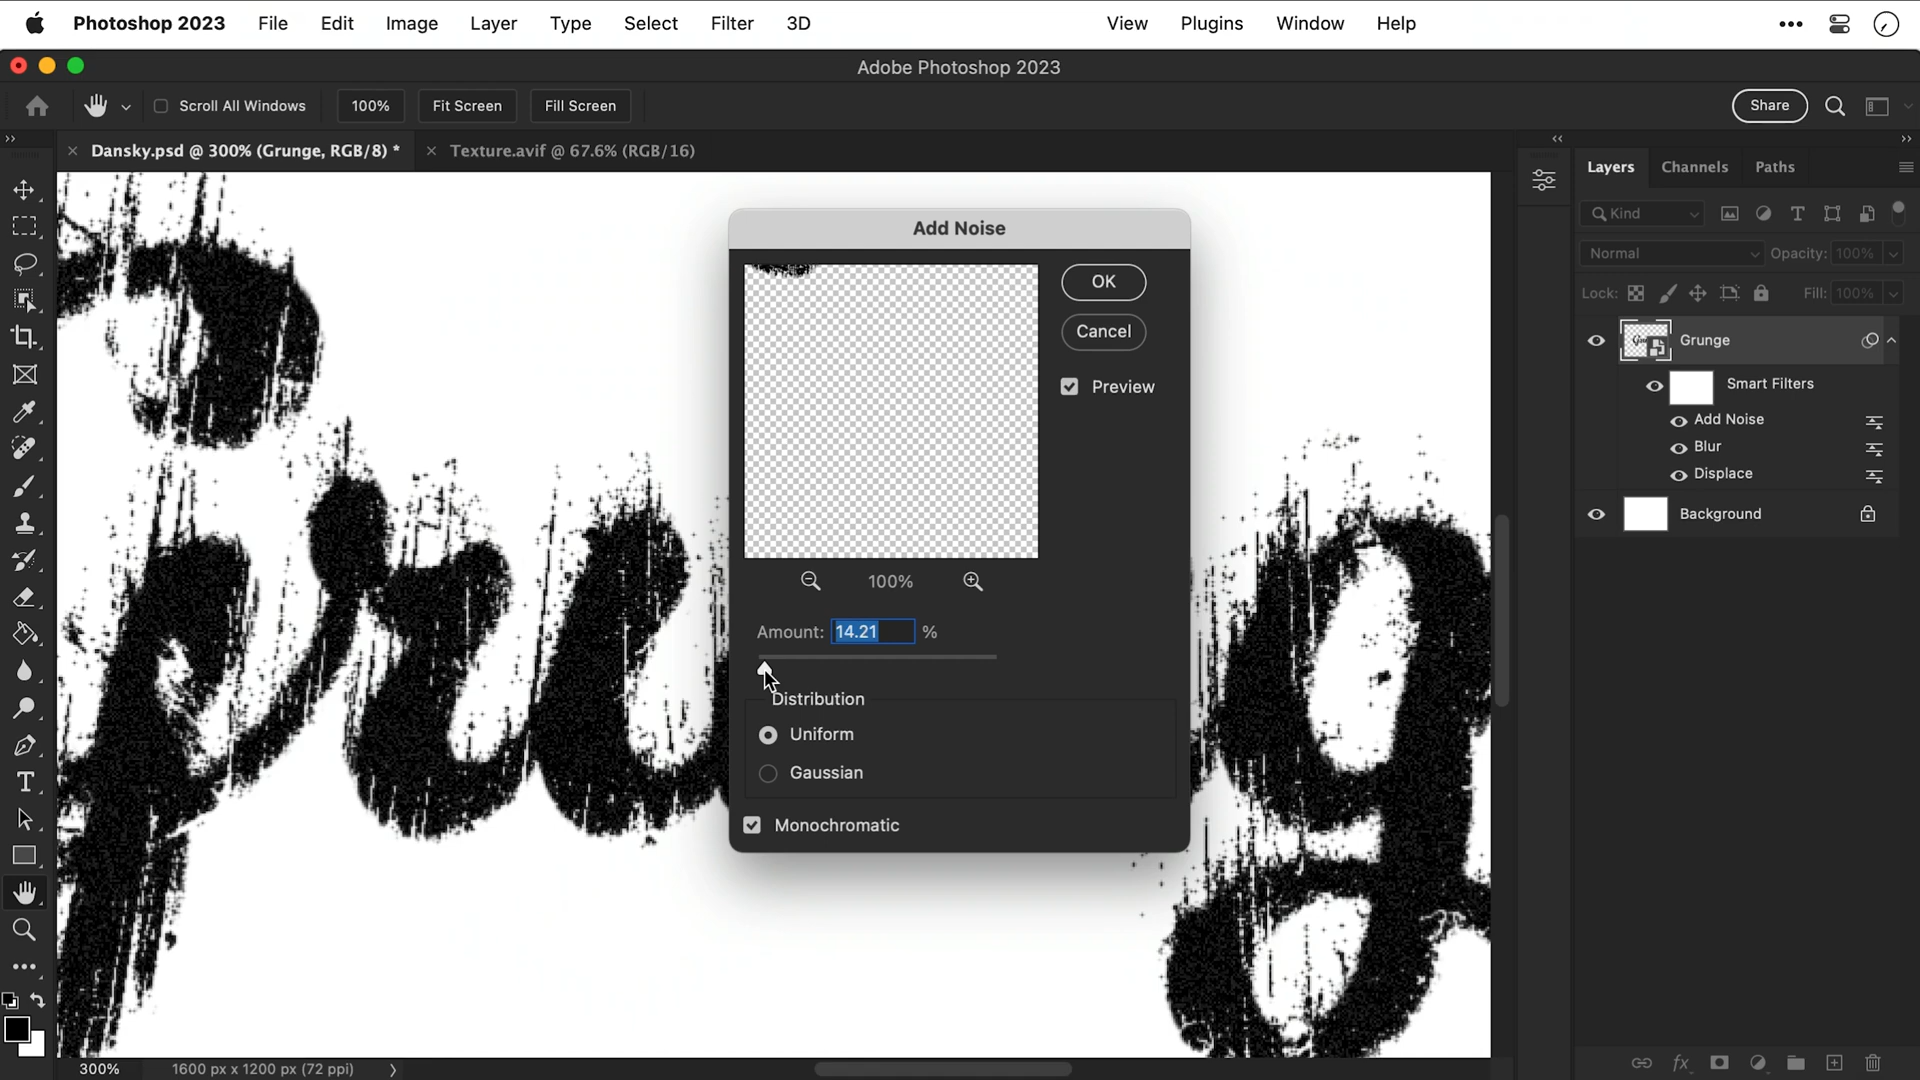 Photoshop 2023 File Edit Image Layer Type Select Filter 3D View Plugins Window Help
Adobe Photoshop 2023
Scroll All Windows 100% Fit Screen Fill Screen Share
Dansky.psd @ 300% (Grunge, RGB/8) * Texture.avif @ 67.6% (RGB/16)
Layers Channels Paths
Kind
Normal Opacity: 100%
Lock: Fill: 100%
Grunge
Smart Filters
Add Noise
Blur
Displace
Background
Add Noise
OK
Cancel
Preview
100%
Amount: 14.21 %
Distribution
Uniform
Gaussian
Monochromatic
300% 1600 px x 1200 px (72 ppi)